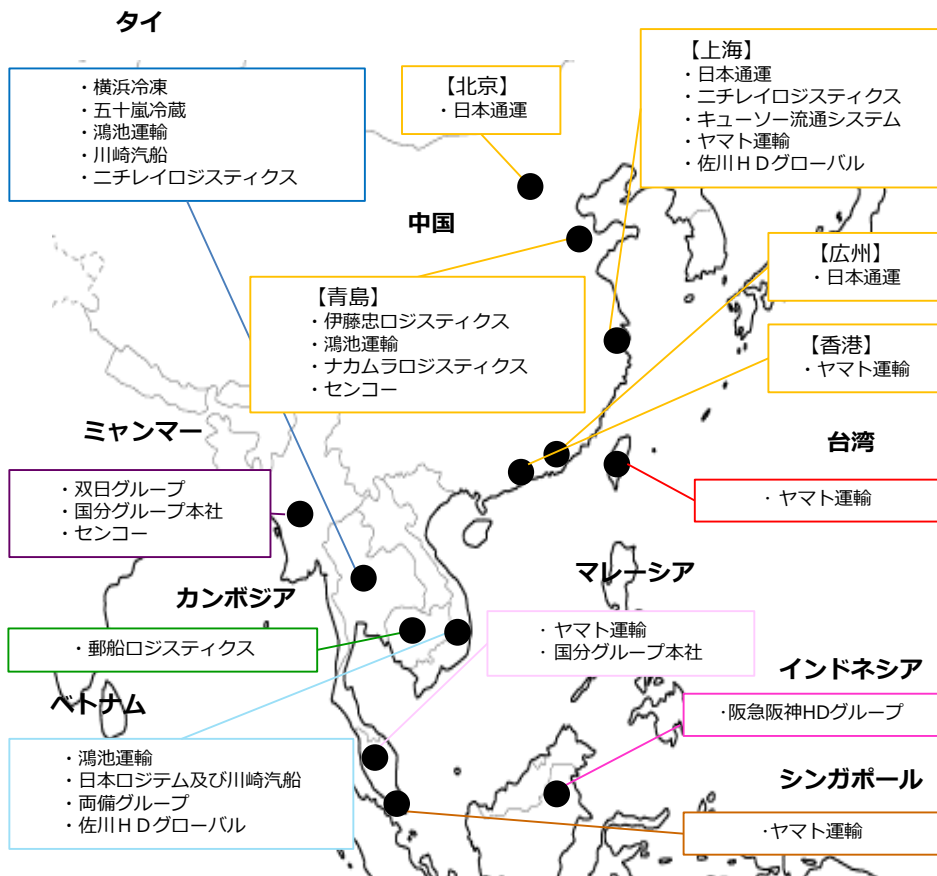 タイ
・横浜冷凍
・五十嵐冷蔵
・鴻池運輸
・川崎汽船
・ニチレイロジスティクス
【北京】
・日本通運
【上海】
・日本通運
・ニチレイロジスティクス
・キューソー流通システム
・ヤマト運輸
・佐川ＨＤグローバル
中国
【広州】
・日本通運
【青島】
・伊藤忠ロジスティクス
・鴻池運輸
・ナカムラロジスティクス
・センコー
【香港】
・ヤマト運輸
ミャンマー
・双日グループ
・国分グループ本社
・センコー
台湾
・ヤマト運輸
カンボジア
・郵船ロジスティクス
マレーシア
・ヤマト運輸
・国分グループ本社
インドネシア
・阪急阪神HDグループ
ベトナム
・鴻池運輸
・日本ロジテム及び川崎汽船
・両備グループ
・佐川ＨＤグローバル
シンガポール
・ヤマト運輸